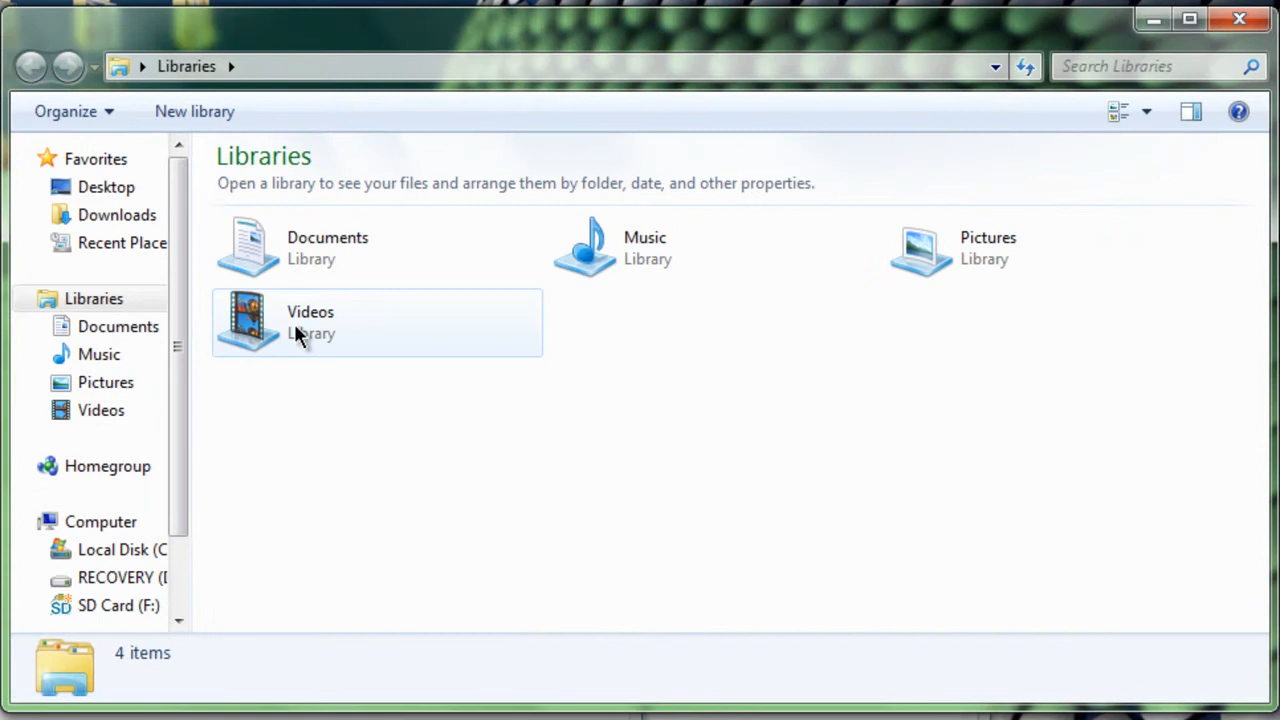 Libraries
Search Libraries
Organize
New library
Favorites
Desktop
Downloads
Recent Place
Libraries
Documents
Music
Pictures
Videos
Homegroup
Computer
Local Disk (C
RECOVERY (D
SD Card (F:)
Libraries
Open a library to see your files and arrange them by folder, date, and other properties.
Documents
Library
Music
Library
Pictures
Library
Videos
Library
4 items